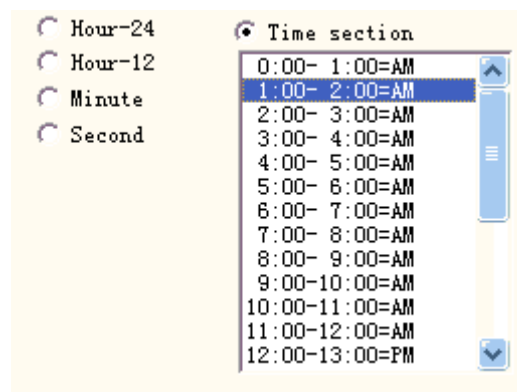 Hour-24
Hour-12
Minute
Second
Time section
0:00- 1:00=AM
1:00- 2:00=AM
2:00- 3:00=AM
3:00- 4:00=AM
4:00- 5:00=AM
5:00- 6:00=AM
6:00- 7:00=AM
7:00- 8:00=AM
8:00- 9:00=AM
9:00-10:00=AM
10:00-11:00=AM
11:00-12:00=AM
12:00-13:00=PM